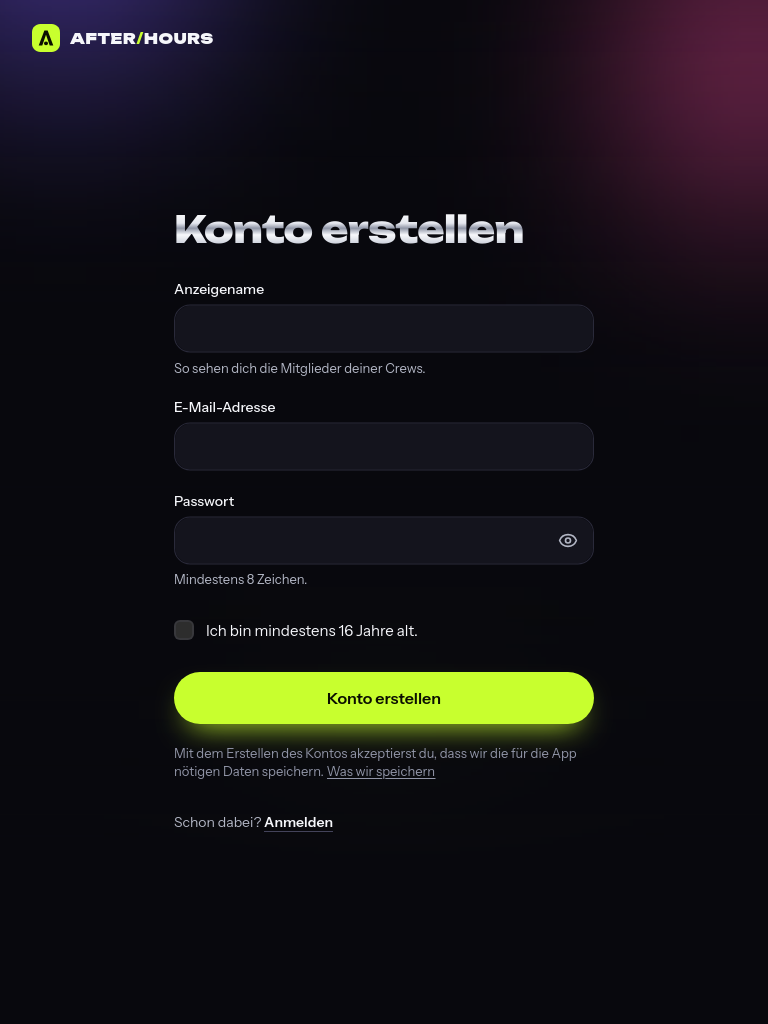 AFTER/HOURS
Konto erstellen
Anzeigename
So sehen dich die Mitglieder deiner Crews.
E-Mail-Adresse
Passwort
Mindestens 8 Zeichen.
Ich bin mindestens 16 Jahre alt.
Konto erstellen
Mit dem Erstellen des Kontos akzeptierst du, dass wir die für die App
nötigen Daten speichern. Was wir speichern
Schon dabei? Anmelden